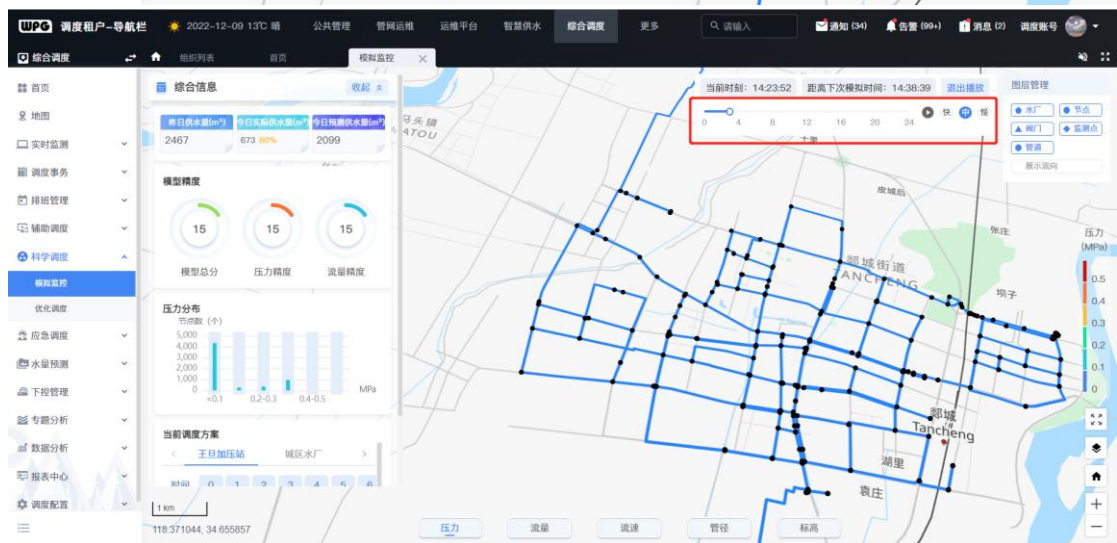 WPG 调度租户-导航栏 2022-12-09 13℃ 晴 公共管理 管网运维 运维平台 智慧供水 综合调度 更多 请输入 通知 (34) 告警 (99+) 消息 (2) 调度账号
综合调度 组织列表 首页 模拟监控
首页
地图
实时监测
调度事务
排班管理
辅助调度
科学调度
模拟监控
优化调度
应急调度
水量预测
下控管理
专题分析
数据分析
报表中心
调度配置
综合信息 收起
昨日供水量(m³) 今日实际供水量(m³) 今日预测供水量(m³)
2467 673 60% 2099
模型精度
15 15 15
模型总分 压力精度 流量精度
压力分布
节点数 (个)
5,000
4,000
3,000
2,000
1,000
0
<0.1 0.2-0.3 0.4-0.5 MPa
当前调度方案
王旦加压站 城区水厂
时间 0 1 2 3 4 5 6
1 km
118.371044, 34.655857
当前时刻: 14:23:52 距离下次模拟时间: 14:38:39 退出播放
0 4 8 12 16 20 24 快 中 慢
图层管理
水厂 节点
阀门 监测点
管道
展示流向
马头镇
ATOU
皮城后
张庄
郯城街道
TANCHENG
坝子
郯城
Tancheng
湖里
袁庄
压力
(MPa)
0.5
0.4
0.3
0.2
0.1
0
压力 流量 流速 管径 标高